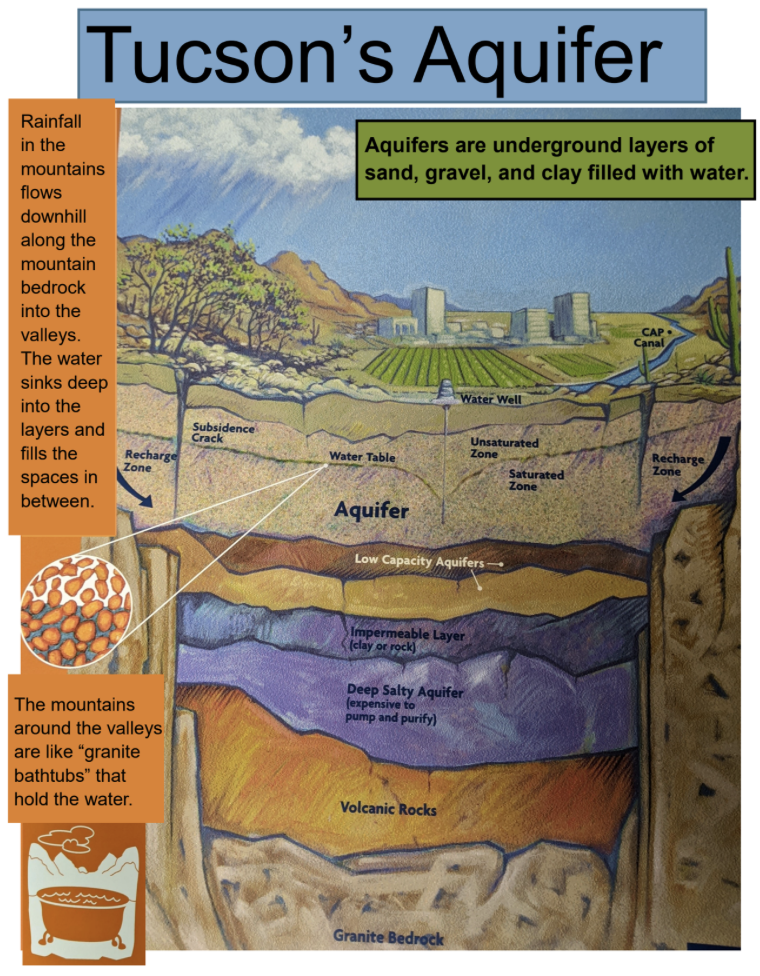 Tucson's Aquifer
Rainfall
in the
mountains
flows
downhill
along the
mountain
bedrock
into the
valleys.
The water
sinks deep
into the
layers and
fills the
spaces in
between.
Aquifers are underground layers of
sand, gravel, and clay filled with water.
CAP
Canal
Water Well
Subsidence
Crack
Water Table
Unsaturated
Zone
Saturated
Zone
Recharge
Zone
Recharge
Zone
Aquifer
Low Capacity Aquifers
Impermeable Layer
(clay or rock)
Deep Salty Aquifer
(expensive to
pump and purify)
Volcanic Rocks
Granite Bedrock
The mountains
around the valleys
are like “granite
bathtubs” that
hold the water.